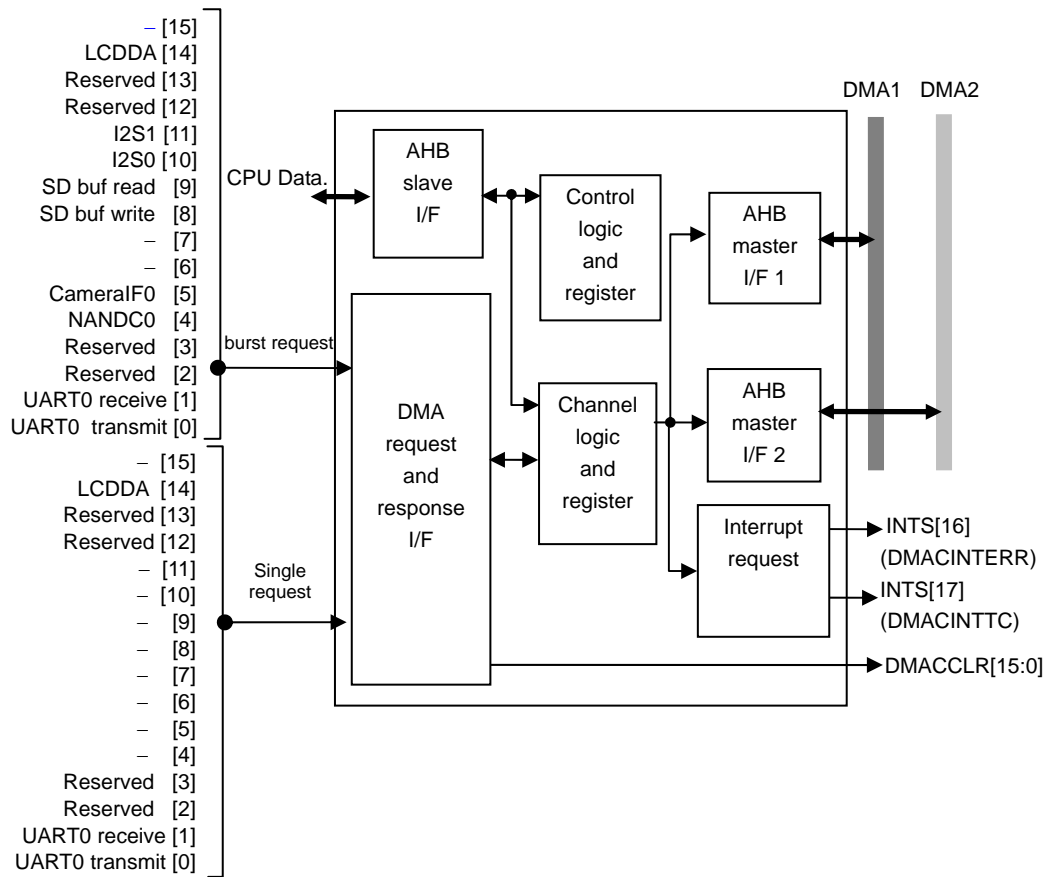 – [15]
LCDDA [14]
Reserved [13]
Reserved [12]
I2S1 [11]
I2S0 [10]
SD buf read [9]
SD buf write [8]
– [7]
– [6]
CameraIF0 [5]
NANDC0 [4]
Reserved [3]
Reserved [2]
UART0 receive [1]
UART0 transmit [0]
– [15]
LCDDA [14]
Reserved [13]
Reserved [12]
– [11]
– [10]
– [9]
– [8]
– [7]
– [6]
– [5]
– [4]
Reserved [3]
Reserved [2]
UART0 receive [1]
UART0 transmit [0]
CPU Data.
burst request
Single
request
AHB
slave
I/F
DMA
request
and
response
I/F
Control
logic
and
register
Channel
logic
and
register
AHB
master
I/F 1
AHB
master
I/F 2
Interrupt
request
DMA1 DMA2
INTS[16]
(DMACINTERR)
INTS[17]
(DMACINTTC)
DMACCLR[15:0]